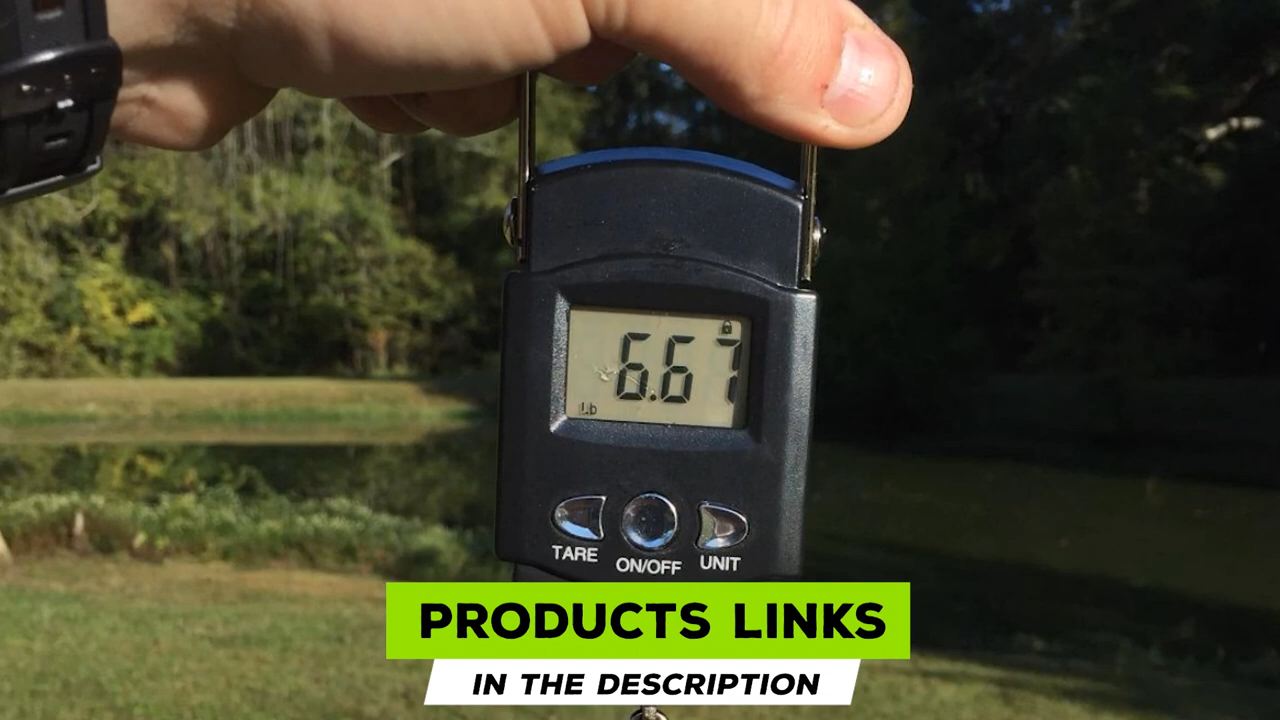 6.67
Lb
TARE ON/OFF UNIT
PRODUCTS LINKS
IN THE DESCRIPTION